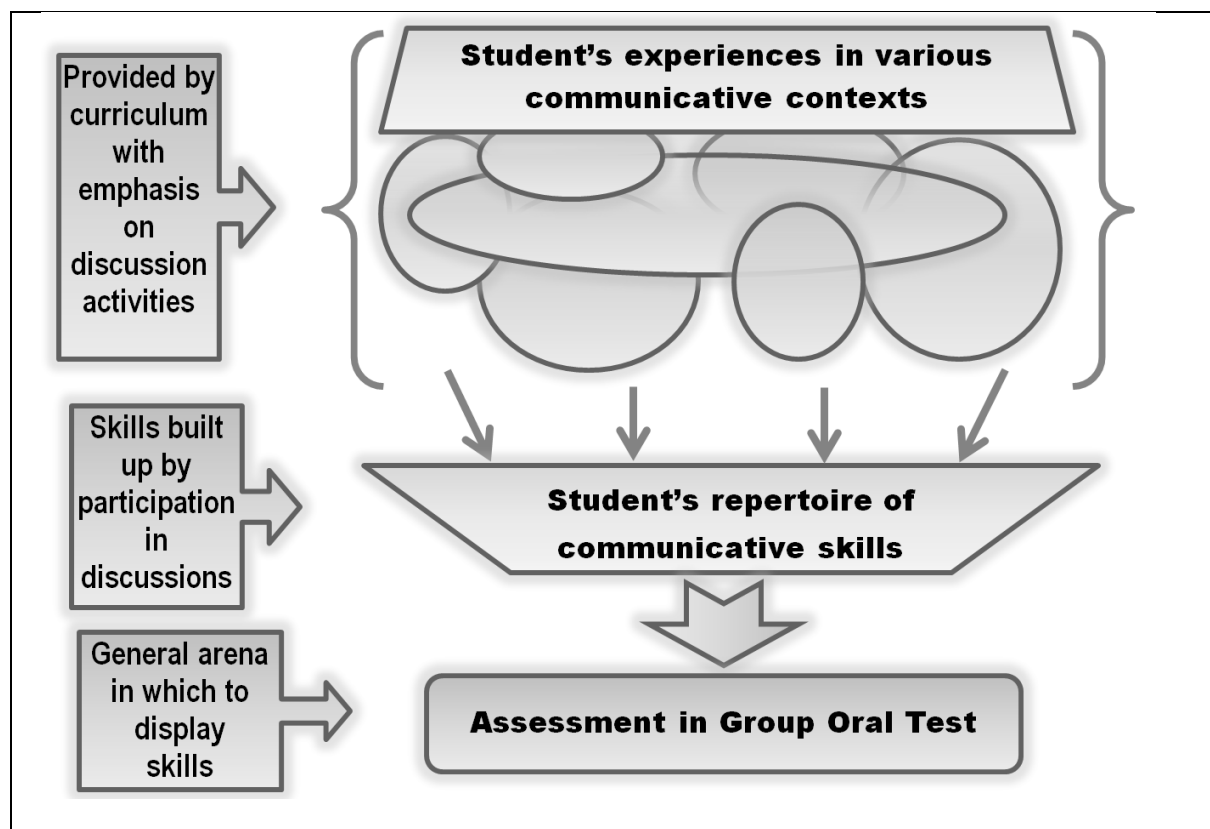 Provided by
curriculum
with
emphasis
on
discussion
activities
Student's experiences in various
communicative contexts
Skills built
up by
participation
in
discussions
Student's repertoire of
communicative skills
General arena
in which to
display
skills
Assessment in Group Oral Test